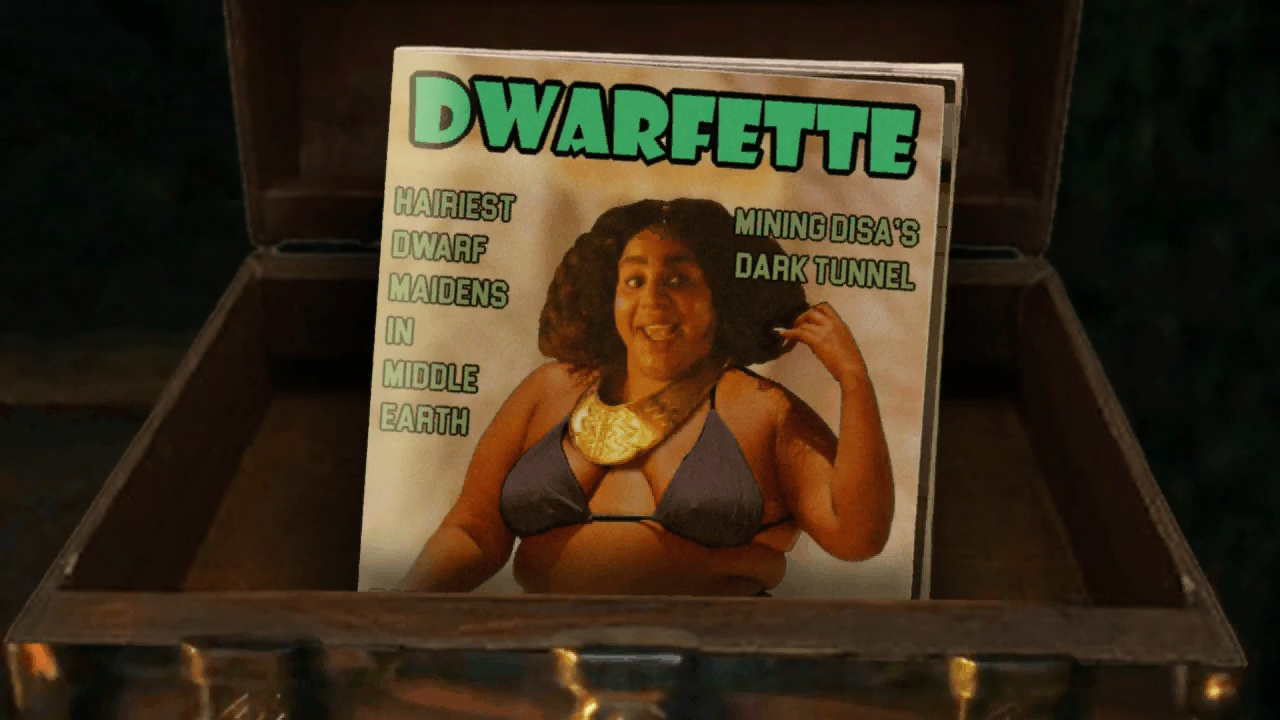 DWARFETTE
HAIRIEST
DWARF
MAIDENS
IN
MIDDLE
EARTH
MINING DISA'S
DARK TUNNEL